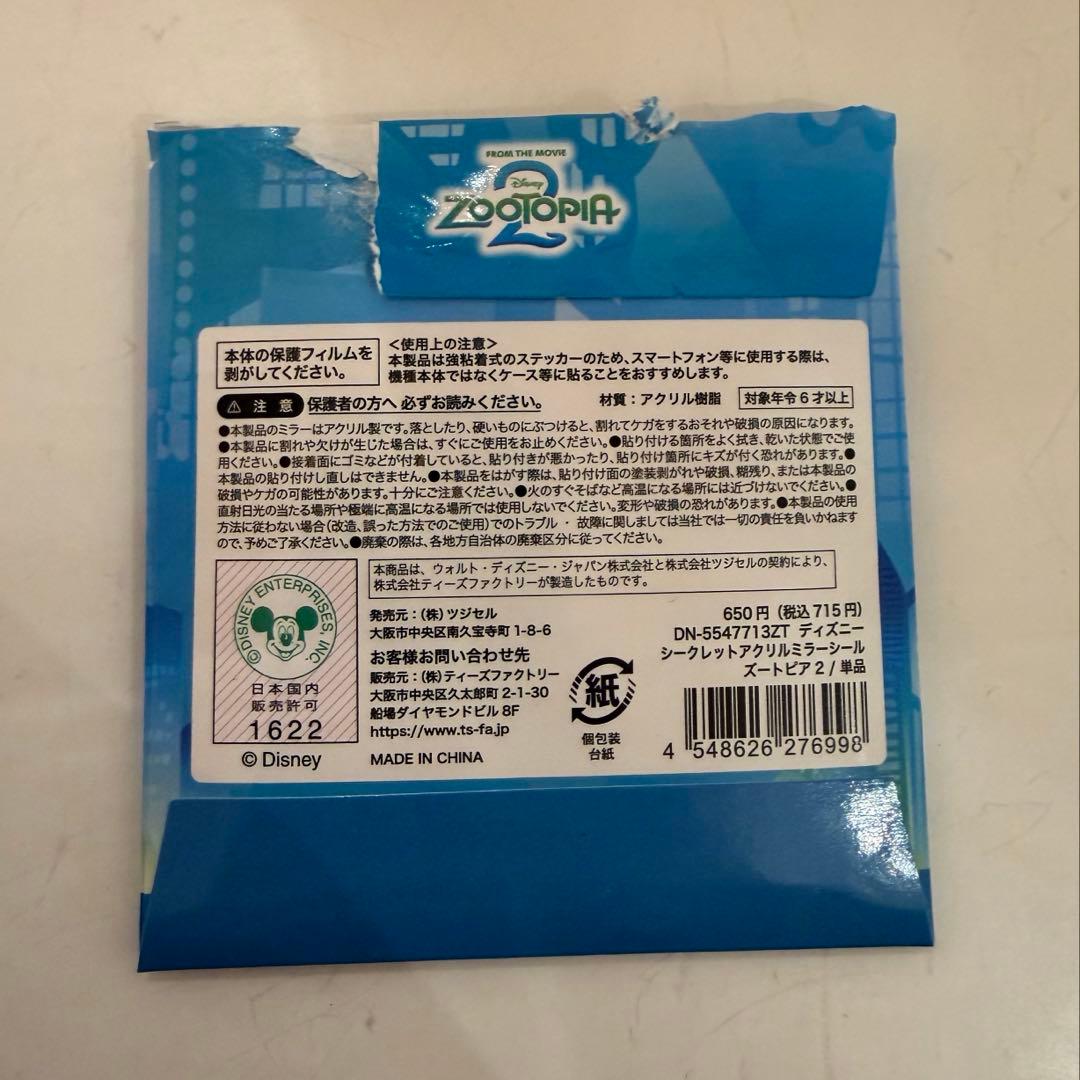 FROM THE MOVIE
Disney
ZOOTOPIA
2
本体の保護フィルムを
剥がしてください。
<使用上の注意>
本製品は強粘着式のステッカーのため、スマートフォン等に使用する際は、
機種本体ではなくケース等に貼ることをおすすめします。
⚠ 注 意 保護者の方へ 必ずお読みください。 材質：アクリル樹脂 対象年令6才以上
●本製品のミラーはアクリル製です。落としたり、硬いものにぶつけると、割れてケガをするおそれや破損の原因になります。
●本製品に割れや欠けが生じた場合は、すぐにご使用をお止めください。●貼り付ける箇所をよく拭き、乾いた状態でご使
用ください。●接着面にゴミなどが付着していると、貼り付きが悪かったり、貼り付け箇所にキズが付く恐れがあります。●
本製品の貼り付けし直しはできません。●本製品をはがす際は、貼り付け面の塗装剥がれや破損、糊残り、または本製品の
破損やケガの可能性があります。十分にご注意ください。●火のすぐそばなど高温になる場所には近づけないでください。●
直射日光の当たる場所や極端に高温になる場所では使用しないでください。変形や破損の恐れがあります。●本製品の使用
方法に従わない場合（改造、誤った方法でのご使用）でのトラブル ・ 故障に関しましては当社では一切の責任を負いかねます
ので、予めご了承ください。●廃棄の際は、各地方自治体の廃棄区分に従ってください。
本商品は、ウォルト・ディズニー・ジャパン株式会社と株式会社ツジセルの契約により、
株式会社ティーズファクトリーが製造したものです。
©DISNEY ENTERPRISES, INC.
日本国内
販売許可
1622
© Disney
発売元：（株）ツジセル
大阪市中央区南久宝寺町 1-8-6
お客様お問い合わせ先
販売元：（株）ティーズファクトリー
大阪市中央区久太郎町 2-1-30
船場ダイヤモンドビル 8F
https://www.ts-fa.jp
MADE IN CHINA
紙
個包装
台紙
650円（税込715円）
DN-5547713ZT ディズニー
シークレットアクリルミラーシール
ズートピア2 / 単品
4 548626 276998